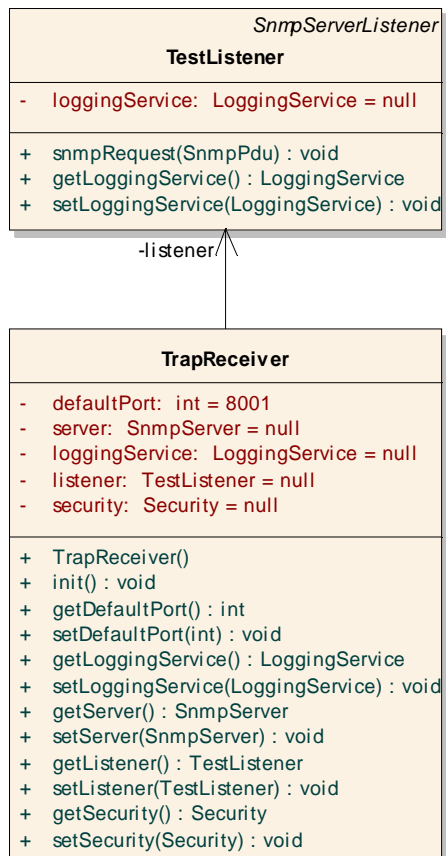 SnmpServerListener
TestListener
- loggingService: LoggingService = null
+ snmpRequest(SnmpPdu) : void
+ getLoggingService() : LoggingService
+ setLoggingService(LoggingService) : void
-listener
TrapReceiver
- defaultPort: int = 8001
- server: SnmpServer = null
- loggingService: LoggingService = null
- listener: TestListener = null
- security: Security = null
+ TrapReceiver()
+ init() : void
+ getDefaultPort() : int
+ setDefaultPort(int) : void
+ getLoggingService() : LoggingService
+ setLoggingService(LoggingService) : void
+ getServer() : SnmpServer
+ setServer(SnmpServer) : void
+ getListener() : TestListener
+ setListener(TestListener) : void
+ getSecurity() : Security
+ setSecurity(Security) : void